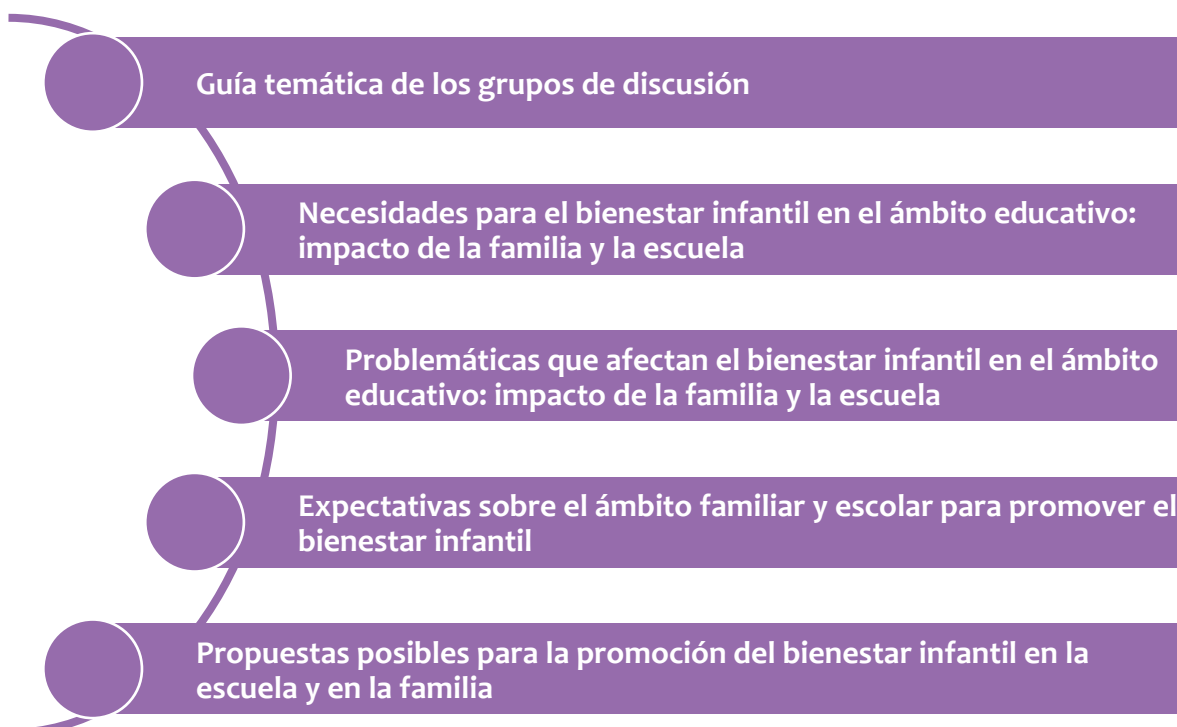 Guía temática de los grupos de discusión
Necesidades para el bienestar infantil en el ámbito educativo:
impacto de la familia y la escuela
Problemáticas que afectan el bienestar infantil en el ámbito
educativo: impacto de la familia y la escuela
Expectativas sobre el ámbito familiar y escolar para promover el
bienestar infantil
Propuestas posibles para la promoción del bienestar infantil en la
escuela y en la familia